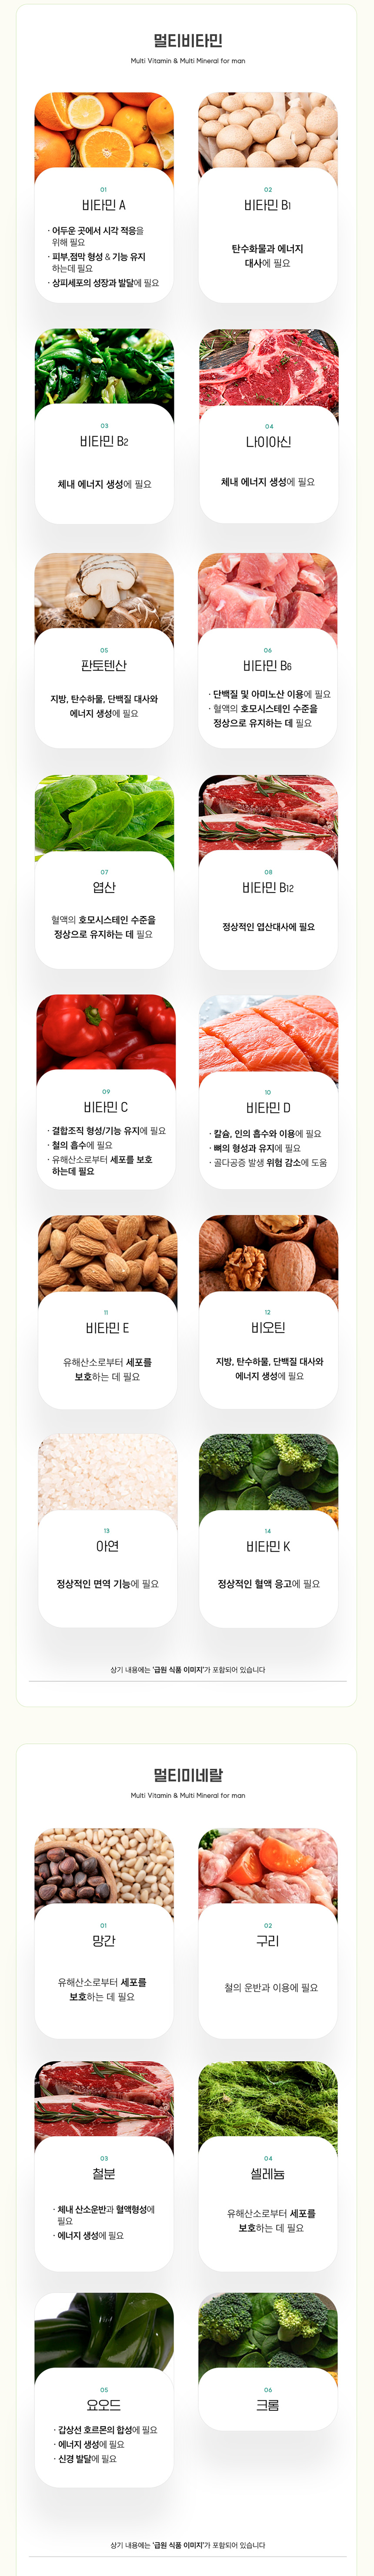 멀티비타민
Multi Vitamin & Multi Mineral for man
01
비타민 A
· 어두운 곳에서 시각 적응을
위해 필요
· 피부,점막 형성 & 기능 유지
하는데 필요
· 상피세포의 성장과 발달에 필요
02
비타민 B1
탄수화물과 에너지
대사에 필요
03
비타민 B2
체내 에너지 생성에 필요
04
나이아신
체내 에너지 생성에 필요
05
판토텐산
지방, 탄수하물, 단백질 대사와
에너지 생성에 필요
06
비타민 B6
· 단백질 및 아미노산 이용에 필요
· 혈액의 호모시스테인 수준을
정상으로 유지하는 데 필요
07
엽산
혈액의 호모시스테인 수준을
정상으로 유지하는 데 필요
08
비타민 B12
정상적인 엽산대사에 필요
09
비타민 C
· 결합조직 형성/기능 유지에 필요
· 철의 흡수에 필요
· 유해산소로부터 세포를 보호
하는데 필요
10
비타민 D
· 칼슘, 인의 흡수와 이용에 필요
· 뼈의 형성과 유지에 필요
· 골다공증 발생 위험 감소에 도움
11
비타민 E
유해산소로부터 세포를
보호하는 데 필요
12
비오틴
지방, 탄수하물, 단백질 대사와
에너지 생성에 필요
13
아연
정상적인 면역 기능에 필요
14
비타민 K
정상적인 혈액 응고에 필요
상기 내용에는 '급원 식품 이미지'가 포함되어 있습니다
멀티미네랄
Multi Vitamin & Multi Mineral for man
01
망간
유해산소로부터 세포를
보호하는 데 필요
02
구리
철의 운반과 이용에 필요
03
철분
· 체내 산소운반과 혈액형성에
필요
· 에너지 생성에 필요
04
셀레늄
유해산소로부터 세포를
보호하는 데 필요
05
요오드
· 갑상선 호르몬의 합성에 필요
· 에너지 생성에 필요
· 신경 발달에 필요
06
크롬
상기 내용에는 '급원 식품 이미지'가 포함되어 있습니다